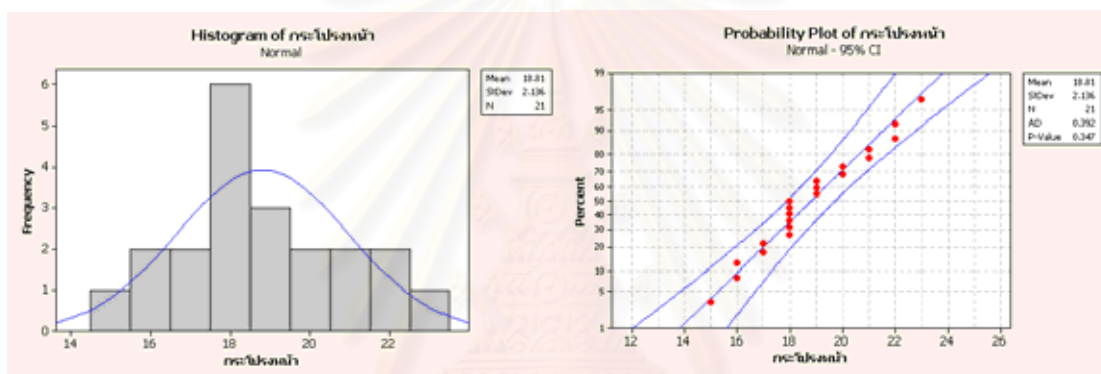 Histogram of กระโปรงหน้า
Normal
Mean 18.81
StDev 2.136
N 21
Frequency
6
5
4
3
2
1
0
14 16 18 20 22
กระโปรงหน้า
Probability Plot of กระโปรงหน้า
Normal - 95% CI
Mean 18.81
StDev 2.136
N 21
AD 0.392
P-Value 0.347
Percent
99
95
90
80
70
60
50
40
30
20
10
5
1
12 14 16 18 20 22 24 26
กระโปรงหน้า